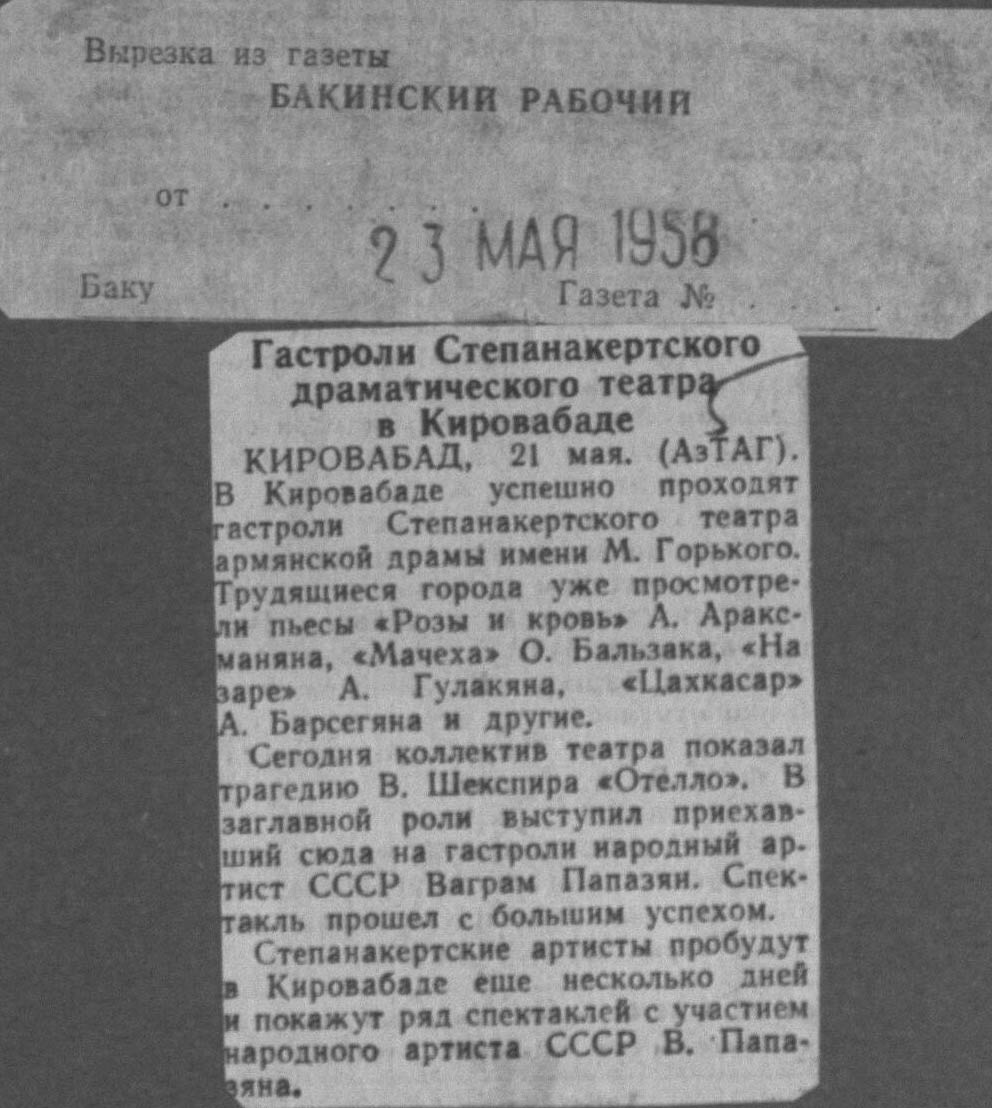 Вырезка из газеты
БАКИНСКИЙ РАБОЧИЙ
от . . . . . . . .
23 МАЯ 1958
Баку Газета № . . . .
Гастроли Степанакертского
драматического театра
в Кировабаде
КИРОВАБАД, 21 мая. (АзТАГ).
В Кировабаде успешно проходят
гастроли Степанакертского театра
армянской драмы имени М. Горького.
Трудящиеся города уже просмотре-
ли пьесы «Розы и кровь» А. Аракс-
маняна, «Мачеха» О. Бальзака, «На
заре» А. Гулакяна, «Цахкасар»
А. Барсегяна и другие.
Сегодня коллектив театра показал
трагедию В. Шекспира «Отелло». В
заглавной роли выступил приехав-
ший сюда на гастроли народный ар-
тист СССР Ваграм Папазян. Спек-
такль прошел с большим успехом.
Степанакертские артисты пробудут
в Кировабаде еще несколько дней
и покажут ряд спектаклей с участием
народного артиста СССР В. Папа-
зяна.